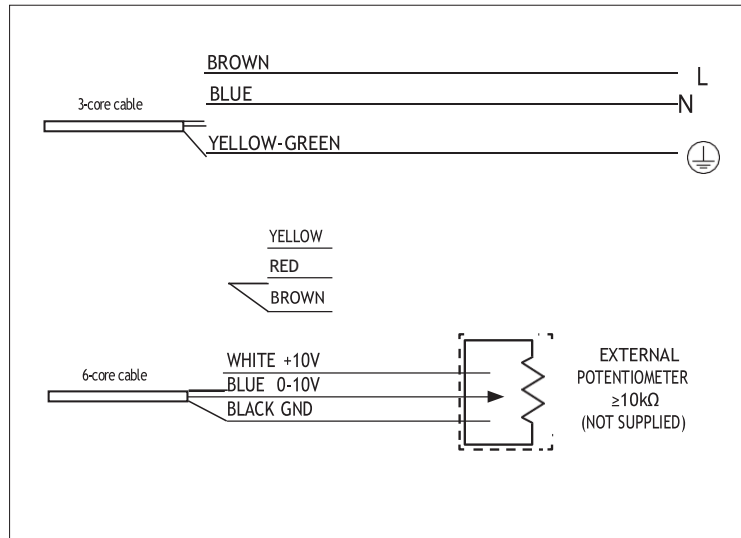 BROWN
L
3-core cable
BLUE
N
YELLOW-GREEN
YELLOW
RED
BROWN
WHITE +10V
6-core cable
BLUE 0-10V
BLACK GND
EXTERNAL
POTENTIOMETER
≥10kΩ
(NOT SUPPLIED)